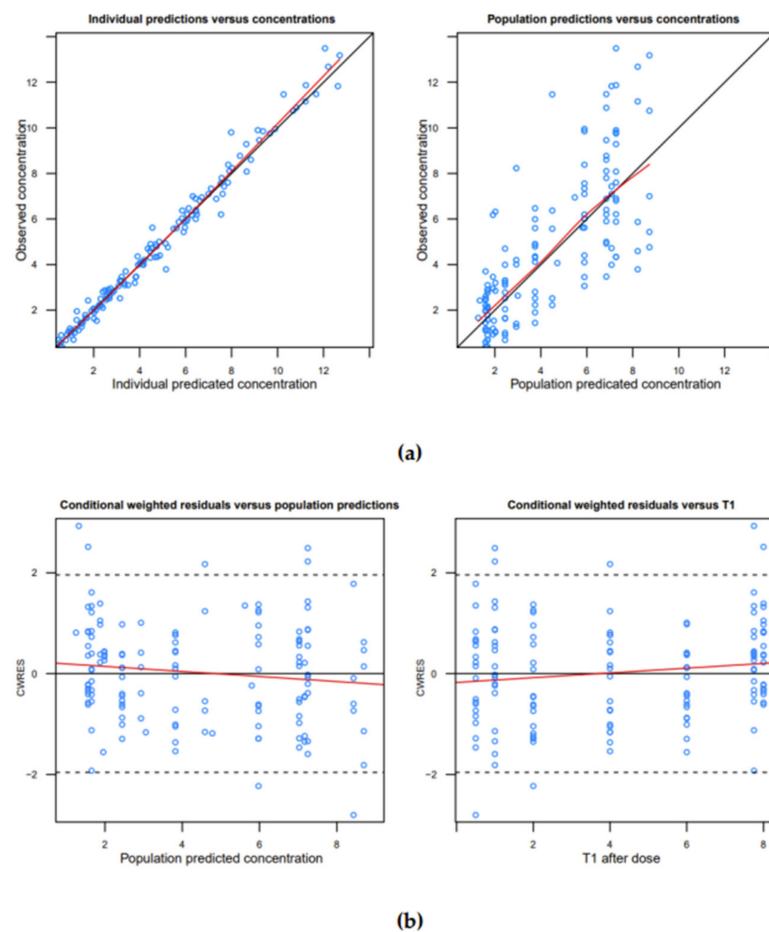 Individual predictions versus concentrations
Observed concentration
12
10
8
6
4
2
2 4 6 8 10 12
Individual predicated concentration
Population predictions versus concentrations
Observed concentration
12
10
8
6
4
2
2 4 6 8 10 12
Population predicated concentration
(a)
Conditional weighted residuals versus population predictions
CWRES
2
0
−2
2 4 6 8
Population predicted concentration
Conditional weighted residuals versus T1
CWRES
2
0
−2
2 4 6 8
T1 after dose
(b)